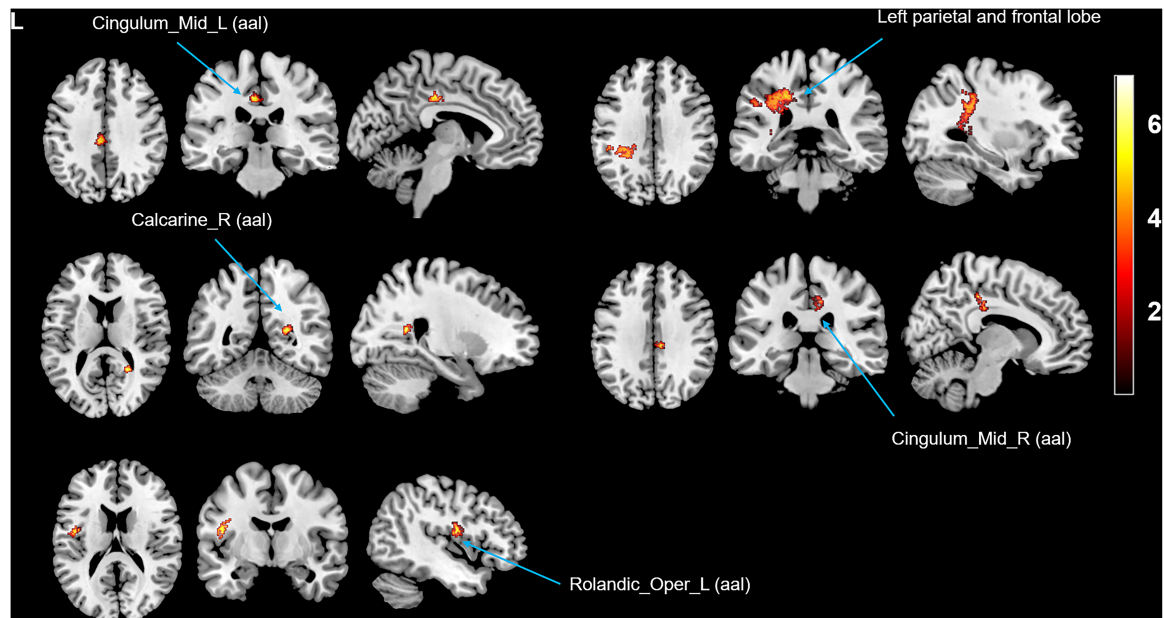 L
Cingulum_Mid_L (aal)
Left parietal and frontal lobe
6
4
2
Calcarine_R (aal)
Cingulum_Mid_R (aal)
Rolandic_Oper_L (aal)